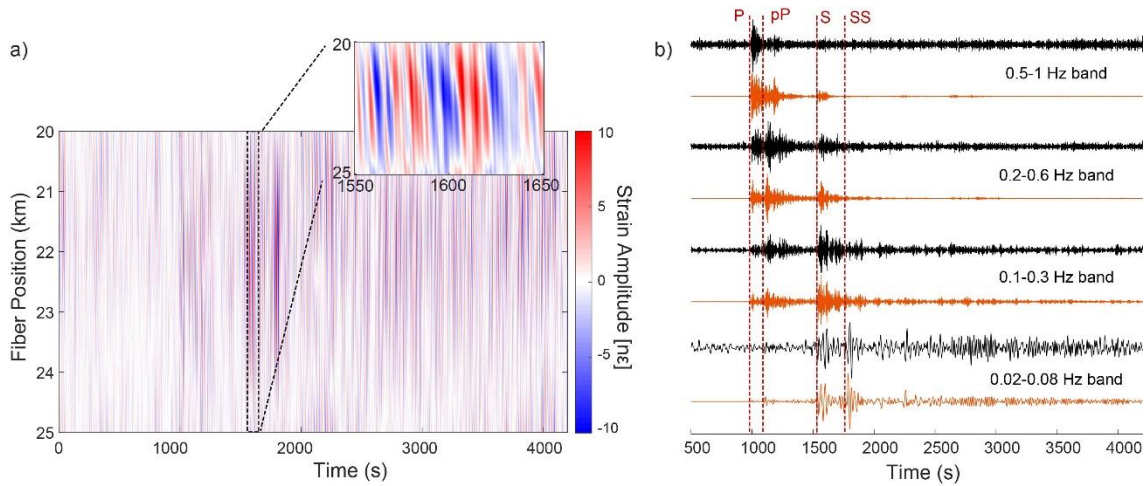 a)
20
25
1550
1600
1650
20
21
22
23
24
25
Fiber Position (km)
0
1000
2000
3000
4000
Time (s)
10
5
0
-5
-10
Strain Amplitude [nε]
b)
P
pP
S
SS
0.5-1 Hz band
0.2-0.6 Hz band
0.1-0.3 Hz band
0.02-0.08 Hz band
500
1000
1500
2000
2500
3000
3500
4000
Time (s)